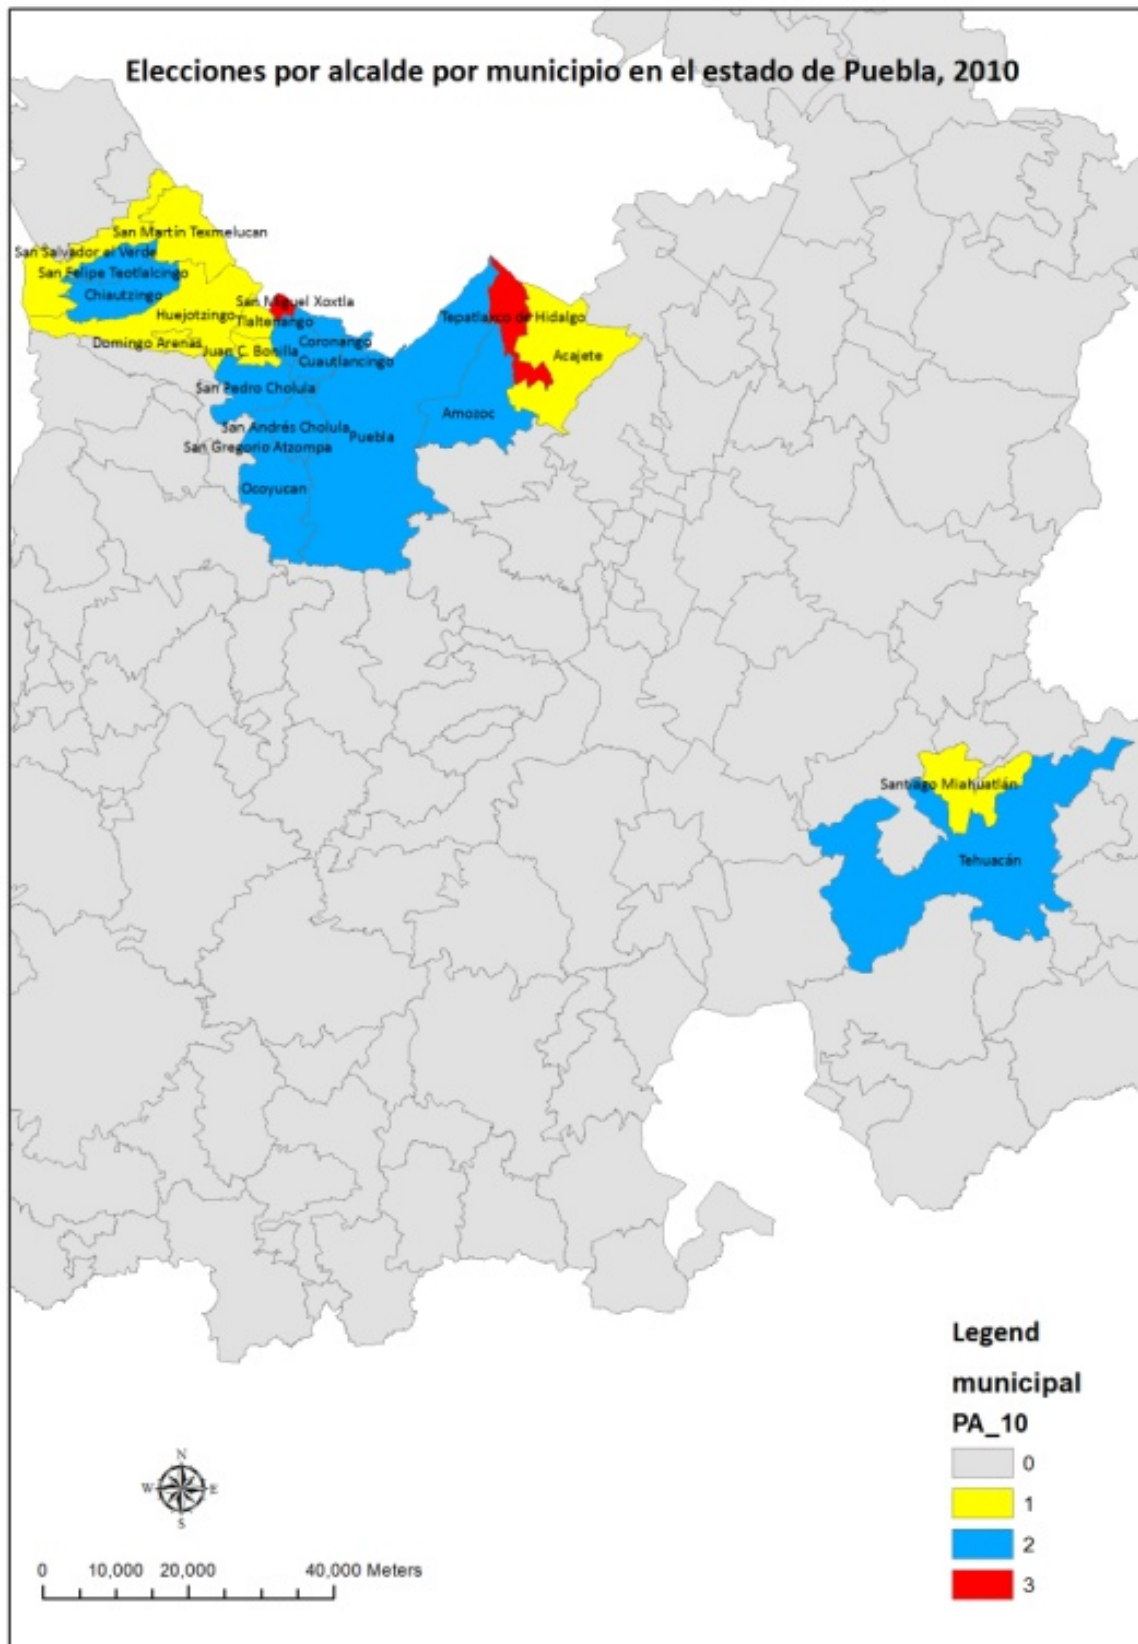 Elecciones por alcalde por municipio en el estado de Puebla, 2010
San Martín Texmelucan
San Salvador el Verde
San Felipe Teotlalcingo
Chiautzingo
San Miguel Xoxtla
Huejotzingo
Tlaltenango
Tepatlaxco de Hidalgo
Domingo Arenas
Juan C. Bonilla
Coronango
Cuautlancingo
Acajete
San Pedro Cholula
Amozoc
San Andrés Cholula
Puebla
San Gregorio Atzompa
Ocoyucan
Santiago Miahuatlán
Tehuacán
Legend
municipal
PA_10
0
1
2
3
N
W E
S
0 10,000 20,000 40,000 Meters